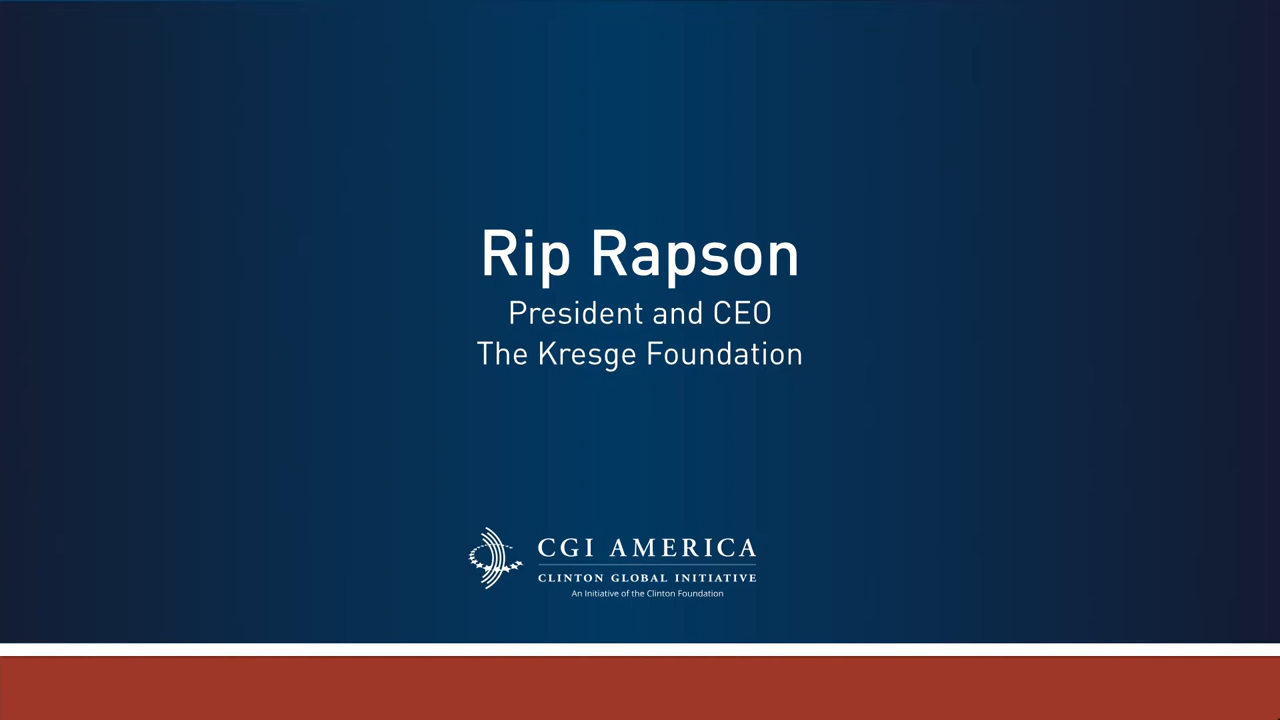 Rip Rapson
President and CEO
The Kresge Foundation
CGI AMERICA
CLINTON GLOBAL INITIATIVE
An Initiative of the Clinton Foundation